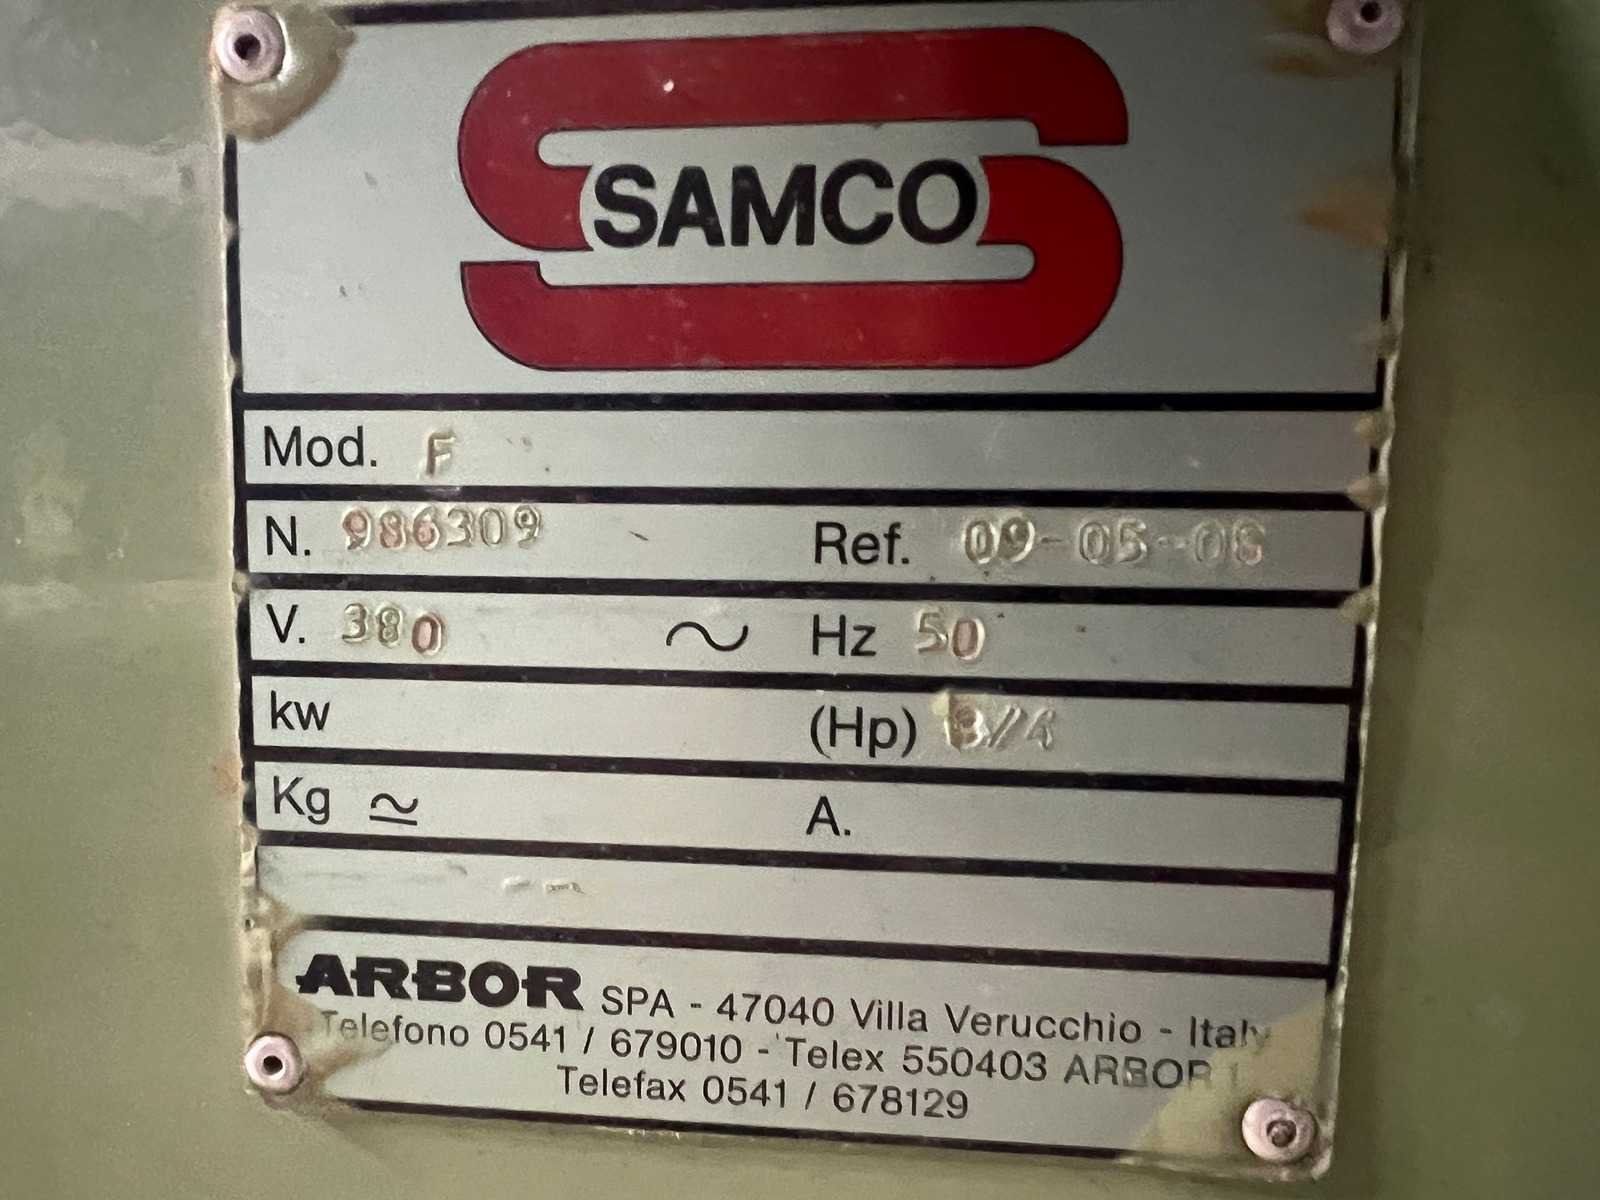 SAMCO
Mod. F
N. 986309 Ref. 09-05-08
V. 380 ~ Hz 50
kw (Hp) 3/4
Kg ≃ A.
ARBOR SPA - 47040 Villa Verucchio - Italy
Telefono 0541 / 679010 - Telex 550403 ARBOR I
Telefax 0541 / 678129